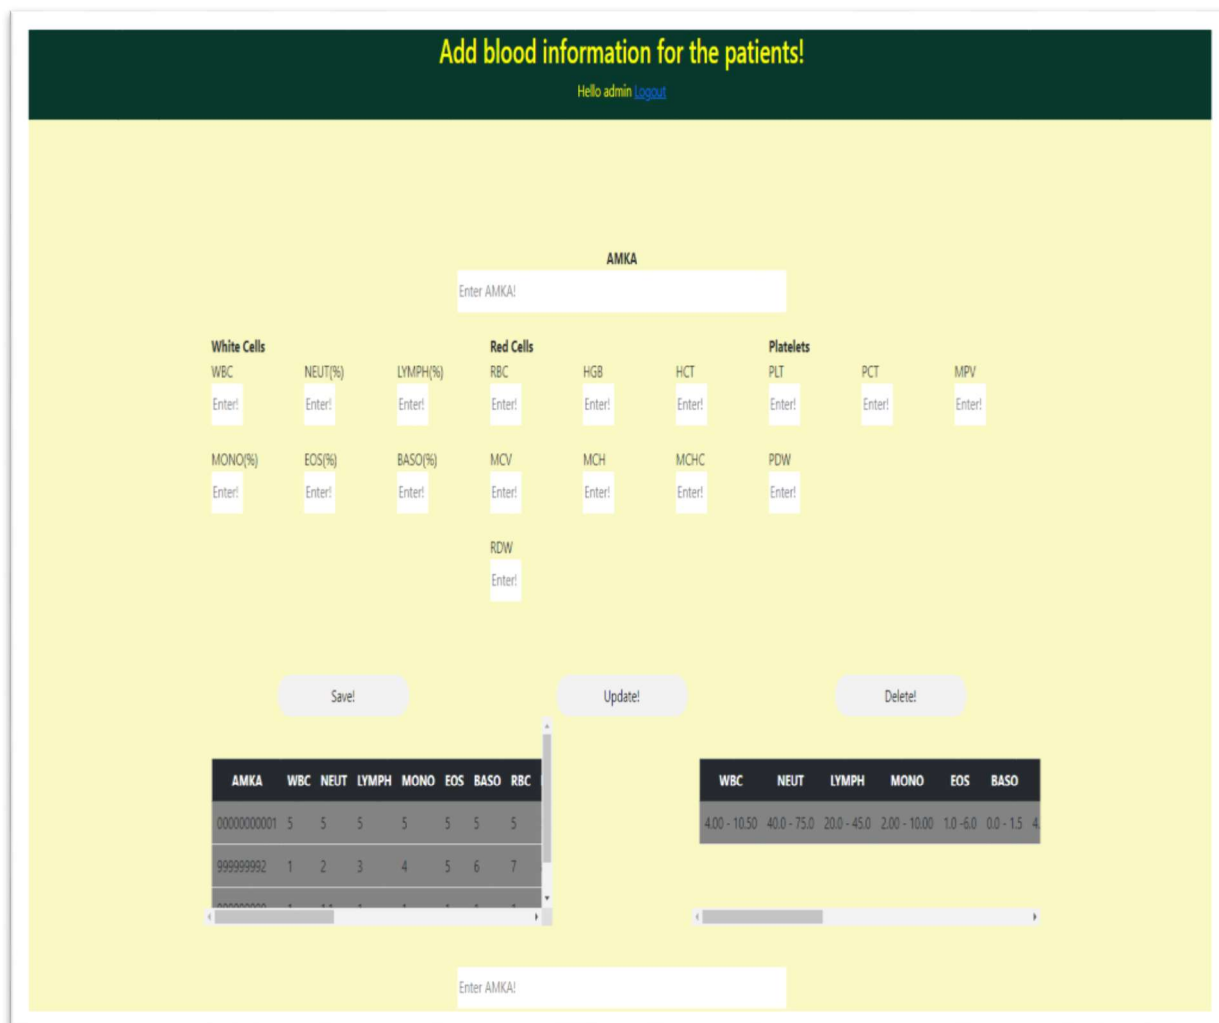 Add blood information for the patients!
Hello admin Logout
AMKA
Enter AMKA!
White Cells Red Cells Platelets
WBC NEUT(%) LYMPH(%) RBC HGB HCT PLT PCT MPV
Enter! Enter! Enter! Enter! Enter! Enter! Enter! Enter! Enter!
MONO(%) EOS(%) BASO(%) MCV MCH MCHC PDW
Enter! Enter! Enter! Enter! Enter! Enter! Enter!
RDW
Enter!
Save! Update! Delete!
AMKA WBC NEUT LYMPH MONO EOS BASO RBC
00000000001 5 5 5 5 5 5 5
999999992 1 2 3 4 5 6 7
WBC NEUT LYMPH MONO EOS BASO
4.00 - 10.50 40.0 - 75.0 20.0 - 45.0 2.00 - 10.00 1.0 -6.0 0.0 - 1.5 4.
Enter AMKA!